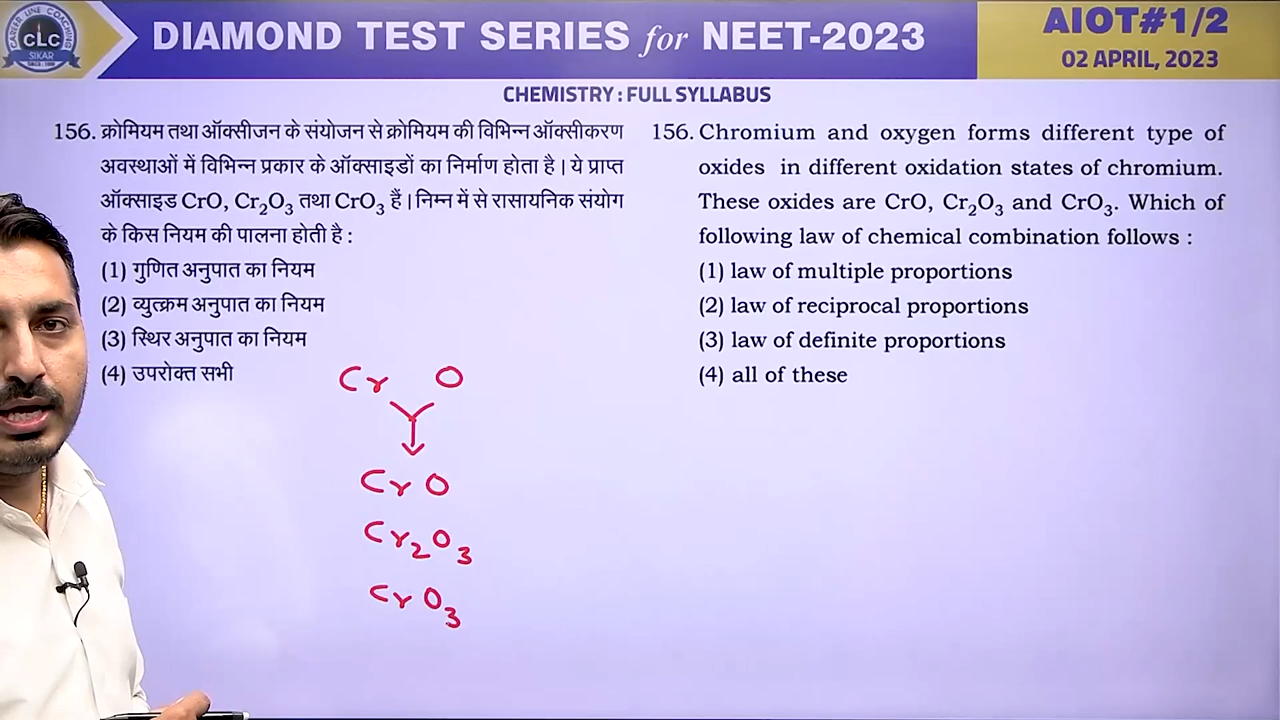 CAREER LINE COACHING
CLC
SIKAR
DIAMOND TEST SERIES for NEET-2023
AIOT#1/2
02 APRIL, 2023
CHEMISTRY : FULL SYLLABUS
156. क्रोमियम तथा ऑक्सीजन के संयोजन से क्रोमियम की विभिन्न ऑक्सीकरण
अवस्थाओं में विभिन्न प्रकार के ऑक्साइडों का निर्माण होता है। ये प्राप्त
ऑक्साइड CrO, Cr₂O₃ तथा CrO₃ हैं। निम्न में से रासायनिक संयोग
के किस नियम की पालना होती है :
(1) गुणित अनुपात का नियम
(2) व्युत्क्रम अनुपात का नियम
(3) स्थिर अनुपात का नियम
(4) उपरोक्त सभी
156. Chromium and oxygen forms different type of
oxides in different oxidation states of chromium.
These oxides are CrO, Cr₂O₃ and CrO₃. Which of
following law of chemical combination follows :
(1) law of multiple proportions
(2) law of reciprocal proportions
(3) law of definite proportions
(4) all of these
Cr O
CrO
Cr₂O₃
CrO₃